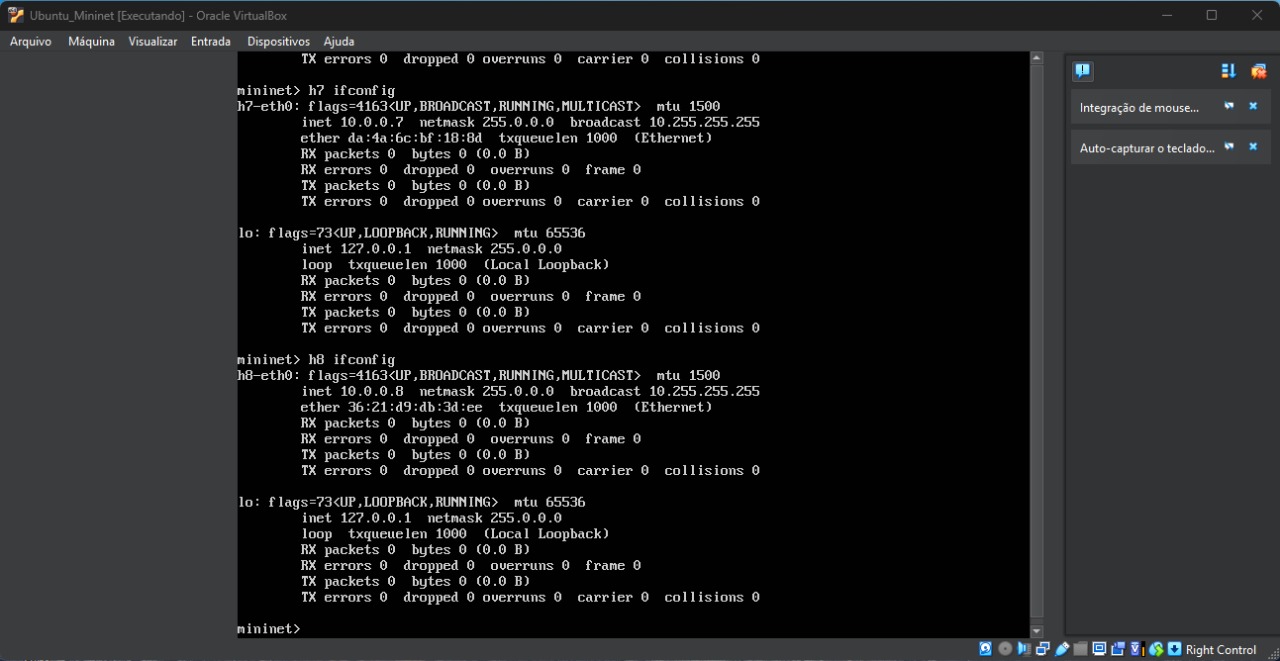 Ubuntu_Mininet [Executando] - Oracle VirtualBox
Arquivo Máquina Visualizar Entrada Dispositivos Ajuda
TX errors 0 dropped 0 overruns 0 carrier 0 collisions 0
mininet> h7 ifconfig
h7-eth0: flags=4163<UP,BROADCAST,RUNNING,MULTICAST> mtu 1500
inet 10.0.0.7 netmask 255.0.0.0 broadcast 10.255.255.255
ether da:4a:6c:bf:18:8d txqueuelen 1000 (Ethernet)
RX packets 0 bytes 0 (0.0 B)
RX errors 0 dropped 0 overruns 0 frame 0
TX packets 0 bytes 0 (0.0 B)
TX errors 0 dropped 0 overruns 0 carrier 0 collisions 0
lo: flags=73<UP,LOOPBACK,RUNNING> mtu 65536
inet 127.0.0.1 netmask 255.0.0.0
loop txqueuelen 1000 (Local Loopback)
RX packets 0 bytes 0 (0.0 B)
RX errors 0 dropped 0 overruns 0 frame 0
TX packets 0 bytes 0 (0.0 B)
TX errors 0 dropped 0 overruns 0 carrier 0 collisions 0
mininet> h8 ifconfig
h8-eth0: flags=4163<UP,BROADCAST,RUNNING,MULTICAST> mtu 1500
inet 10.0.0.8 netmask 255.0.0.0 broadcast 10.255.255.255
ether 36:21:d9:db:3d:ee txqueuelen 1000 (Ethernet)
RX packets 0 bytes 0 (0.0 B)
RX errors 0 dropped 0 overruns 0 frame 0
TX packets 0 bytes 0 (0.0 B)
TX errors 0 dropped 0 overruns 0 carrier 0 collisions 0
lo: flags=73<UP,LOOPBACK,RUNNING> mtu 65536
inet 127.0.0.1 netmask 255.0.0.0
loop txqueuelen 1000 (Local Loopback)
RX packets 0 bytes 0 (0.0 B)
RX errors 0 dropped 0 overruns 0 frame 0
TX packets 0 bytes 0 (0.0 B)
TX errors 0 dropped 0 overruns 0 carrier 0 collisions 0
mininet>
Integração de mouse...
Auto-capturar o teclado...
Right Control